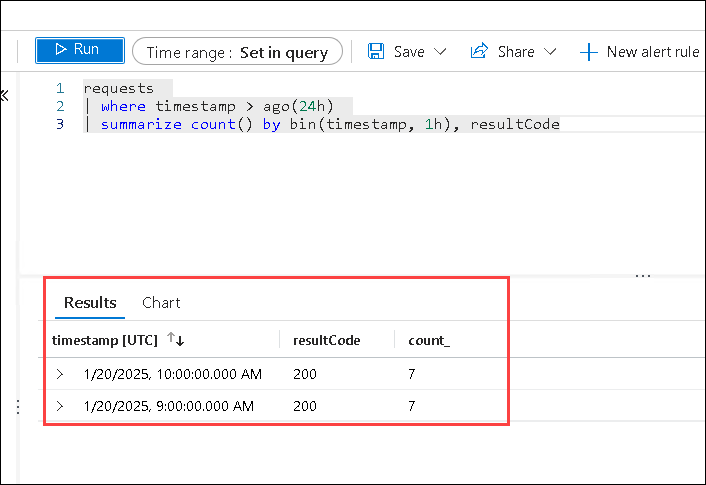 Run Time range : Set in query Save Share New alert rule
1 requests
2 | where timestamp > ago(24h)
3 | summarize count() by bin(timestamp, 1h), resultCode
Results Chart
timestamp [UTC] resultCode count_
1/20/2025, 10:00:00.000 AM 200 7
1/20/2025, 9:00:00.000 AM 200 7